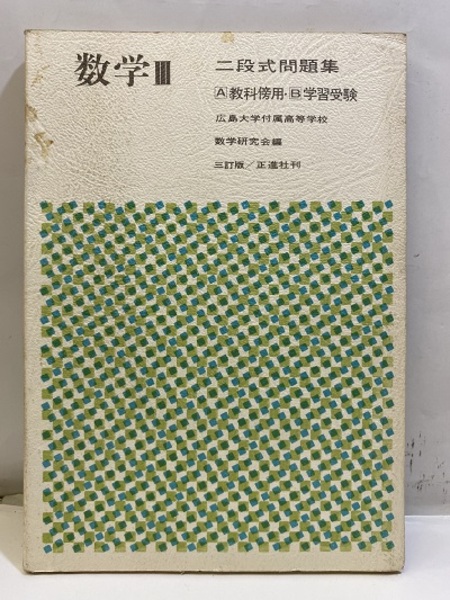 数学Ⅲ
二段式問題集
A教科傍用・B学習受験
広島大学付属高等学校
数学研究会編
三訂版／正進社刊